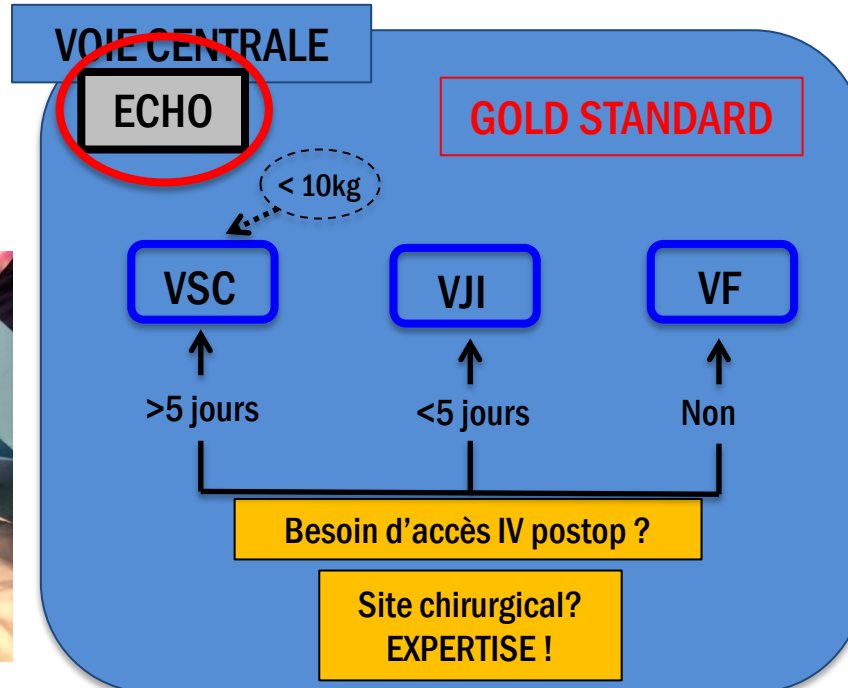 VOIE CENTRALE
ECHO
GOLD STANDARD
< 10kg
VSC
VJI
VF
>5 jours
<5 jours
Non
Besoin d’accès IV postop ?
Site chirurgical?
EXPERTISE !